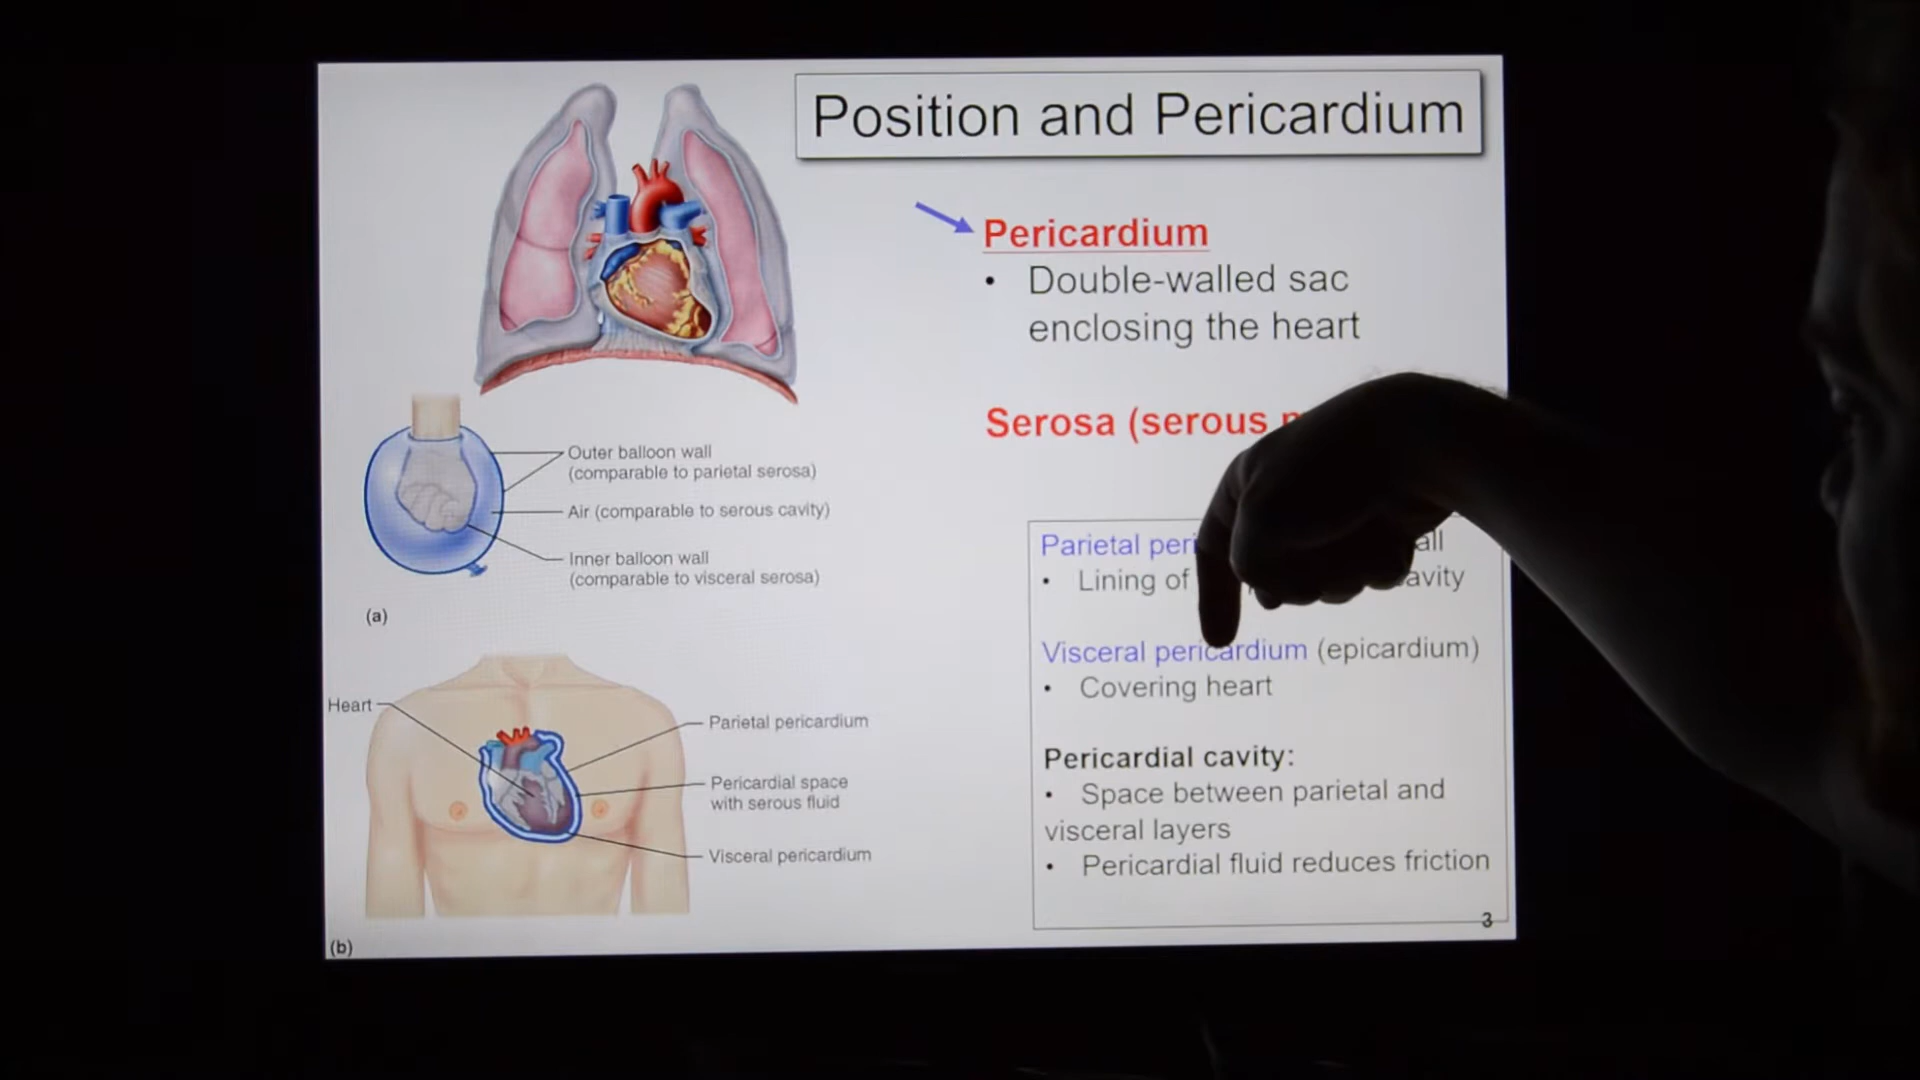 Position and Pericardium
Pericardium
• Double-walled sac
enclosing the heart
Serosa (serous
Parietal
• Lining of
Visceral pericardium (epicardium)
• Covering heart
Pericardial cavity:
• Space between parietal and
visceral layers
• Pericardial fluid reduces friction
3
Outer balloon wall
(comparable to parietal serosa)
Air (comparable to serous cavity)
Inner balloon wall
(comparable to visceral serosa)
(a)
Heart
Parietal pericardium
Pericardial space
with serous fluid
Visceral pericardium
(b)